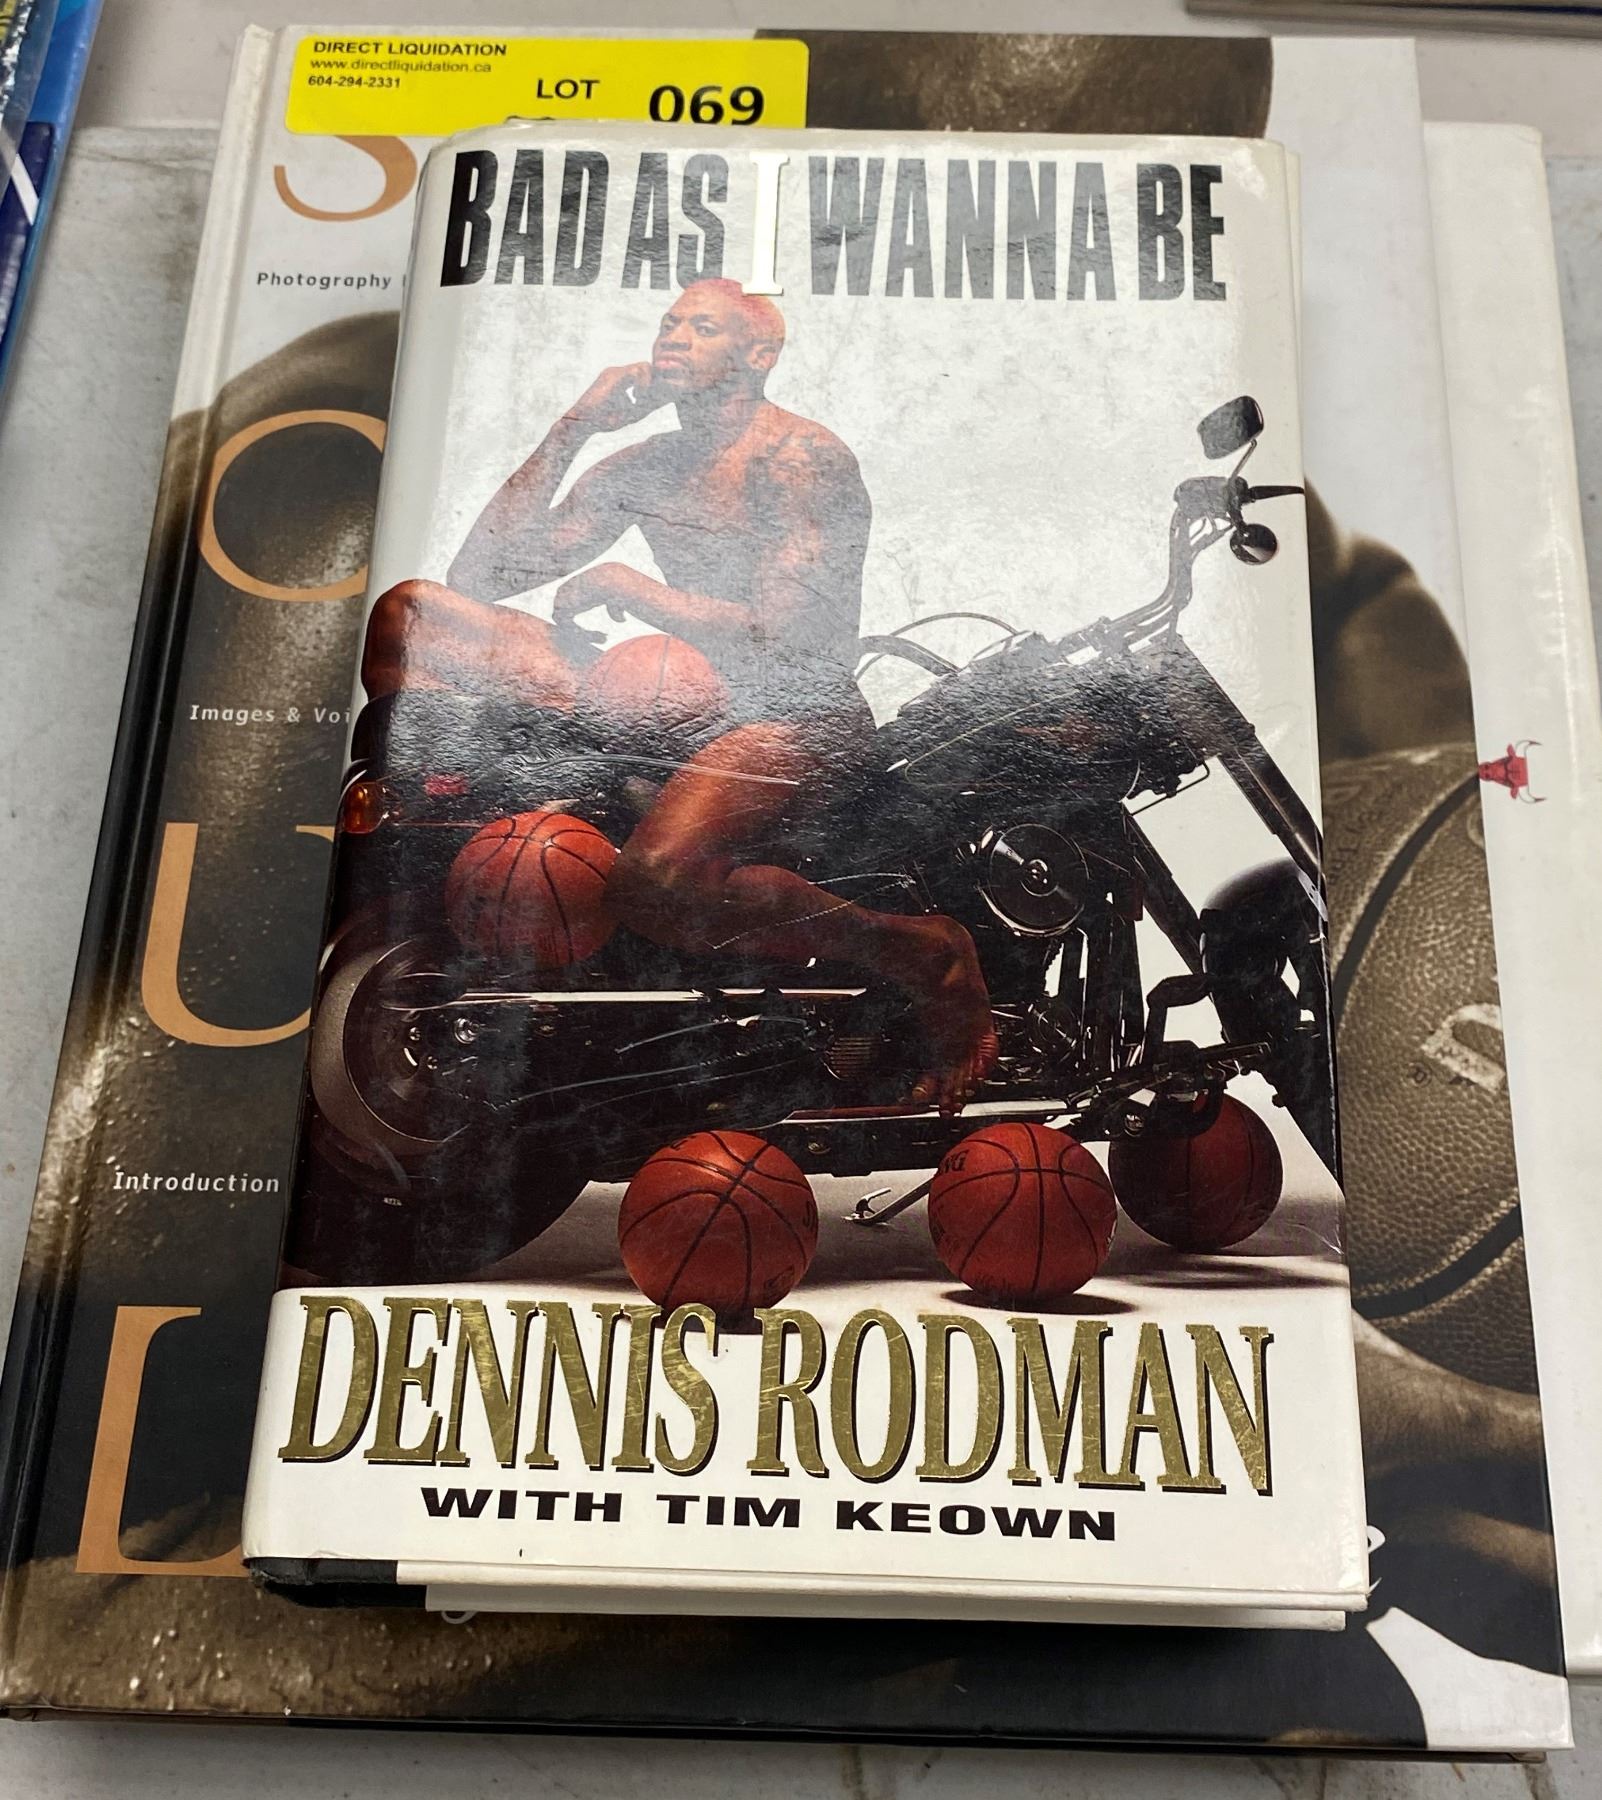 DIRECT LIQUIDATION
www.directliquidation.ca
604-294-2331
LOT 069
S
Photography
O
Images & Voi
U
Introduction
L
BAD AS I WANNA BE
DENNIS RODMAN
WITH TIM KEOWN